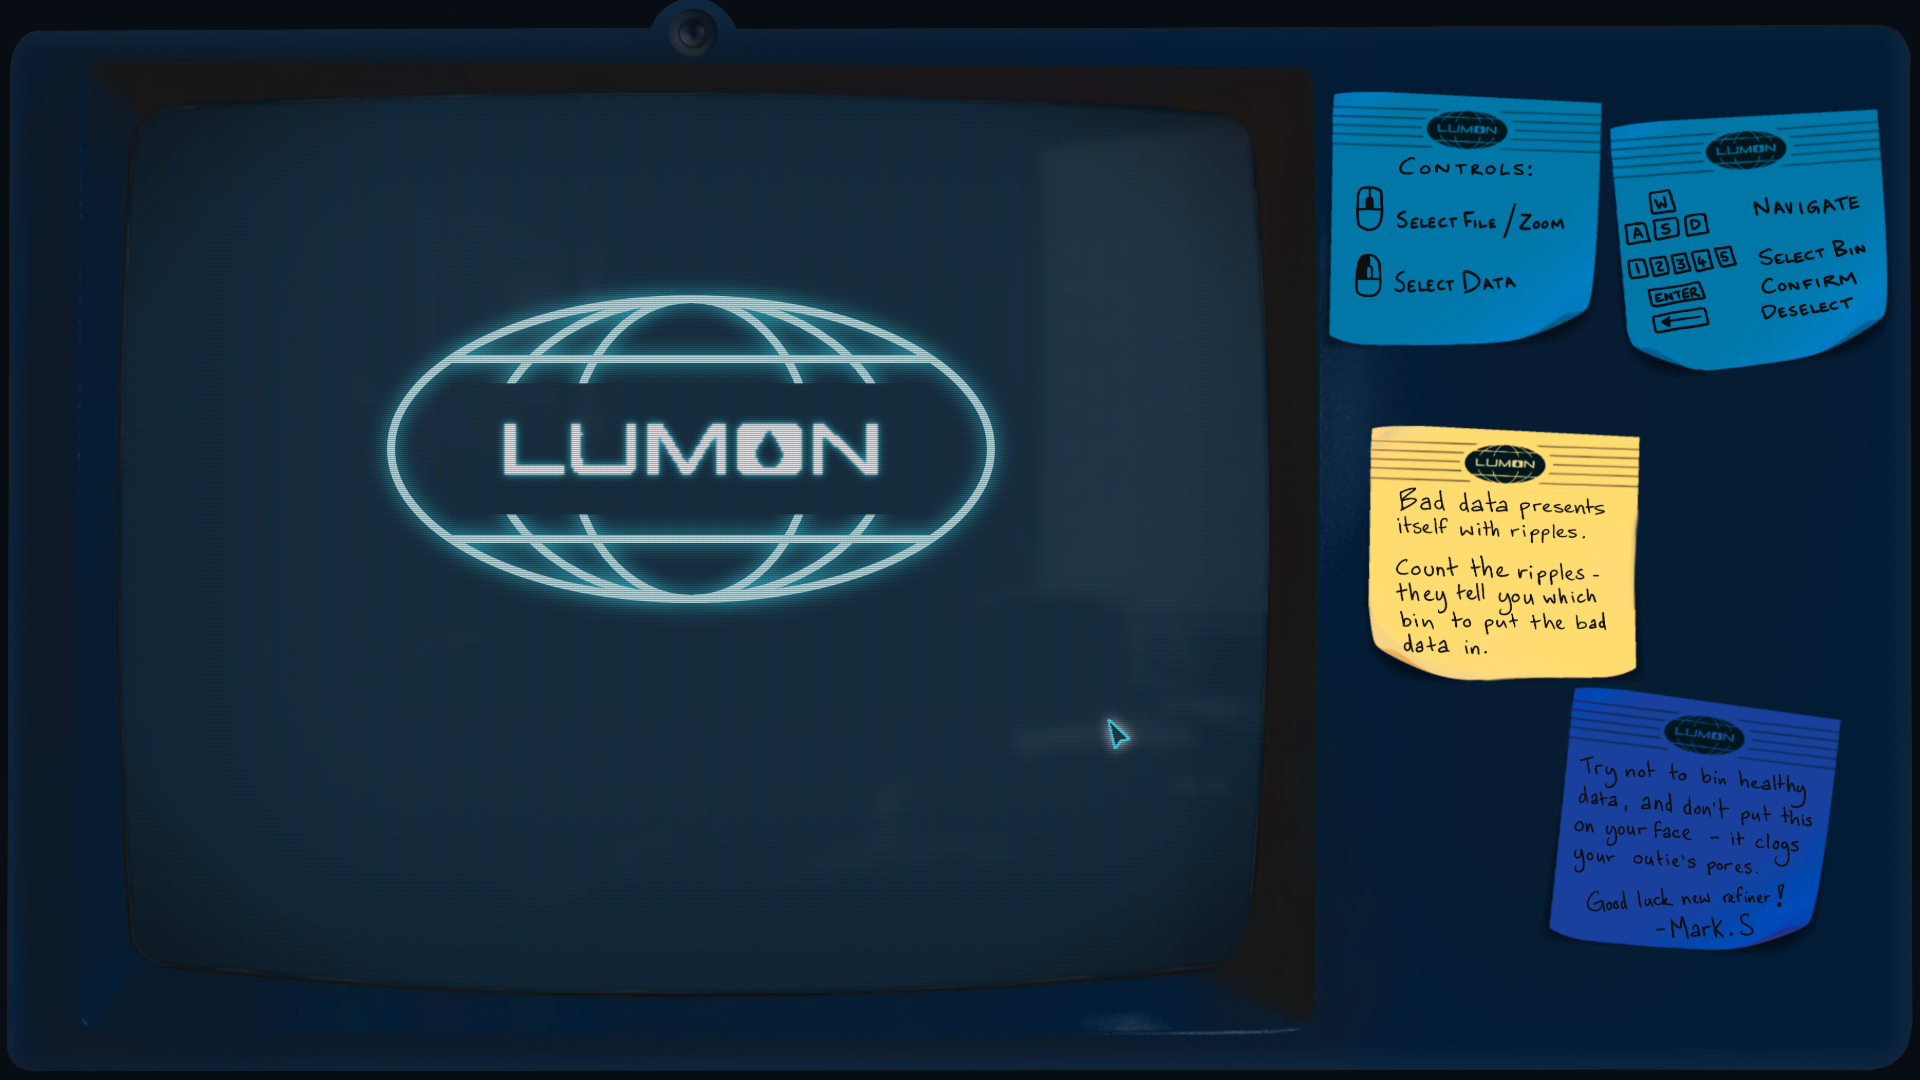 LUMON
LUMON
CONTROLS:
SELECT FILE / ZOOM
SELECT DATA
LUMON
W
A S D
NAVIGATE
1 2 3 4 5
SELECT BIN
ENTER
CONFIRM
DESELECT
LUMON
Bad data presents
itself with ripples.
Count the ripples -
they tell you which
bin to put the bad
data in.
LUMON
Try not to bin healthy
data, and don't put this
on your face - it clogs
your outie's pores.
Good luck new refiner!
-Mark.S